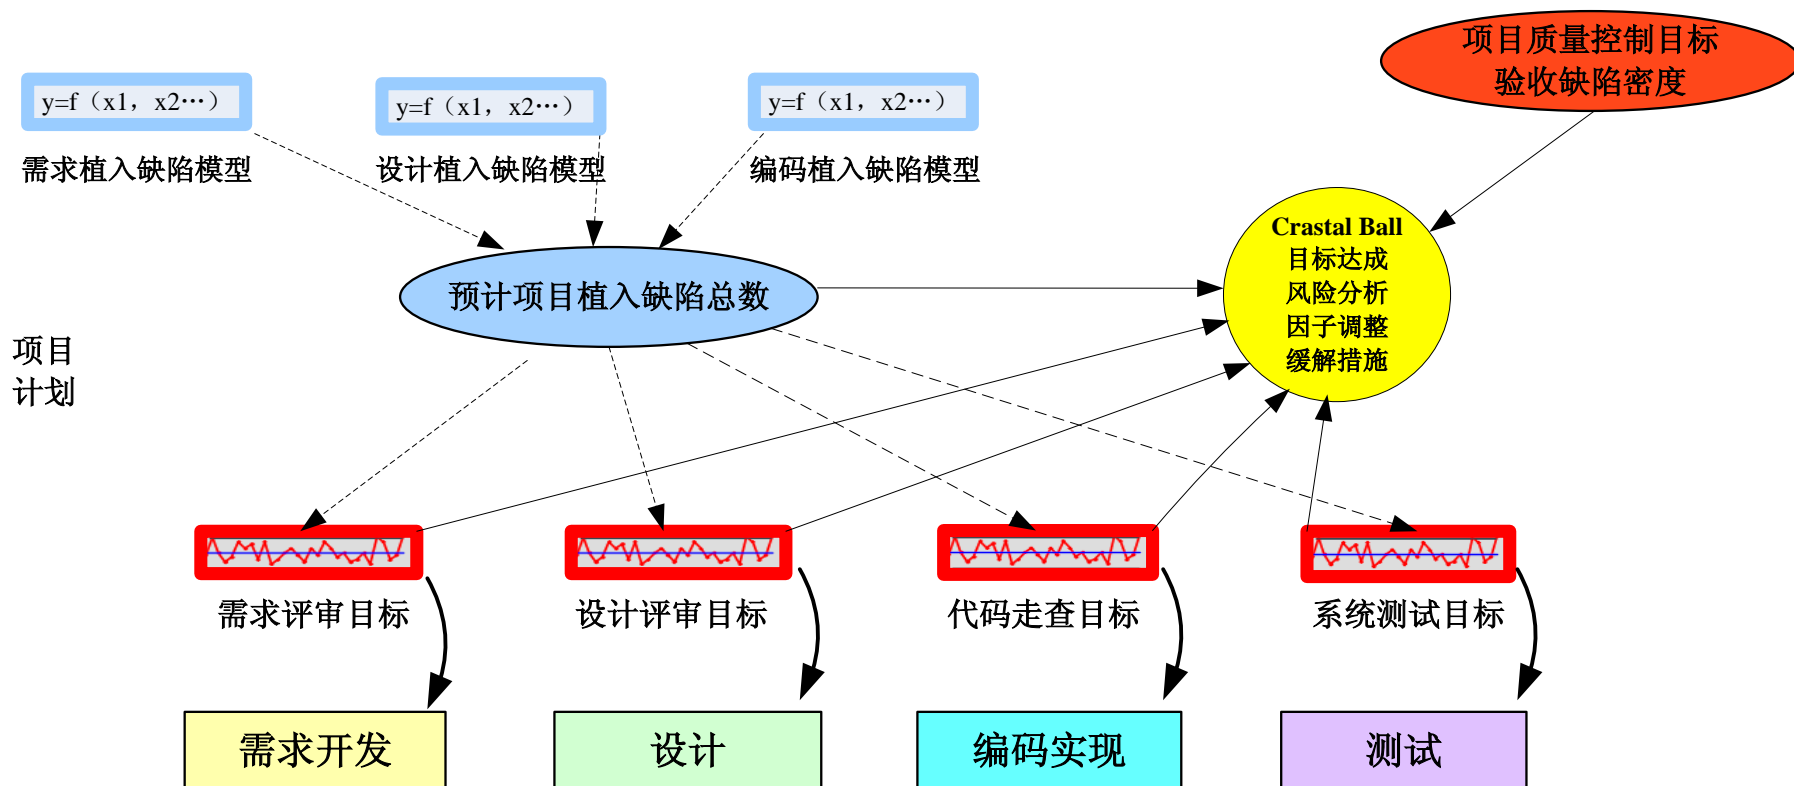 项目质量控制目标
验收缺陷密度
y=f（x1，x2…）
y=f（x1，x2…）
y=f（x1，x2…）
需求植入缺陷模型
设计植入缺陷模型
编码植入缺陷模型
Crastal Ball
目标达成
风险分析
因子调整
缓解措施
预计项目植入缺陷总数
项目
计划
需求评审目标
设计评审目标
代码走查目标
系统测试目标
需求开发
设计
编码实现
测试